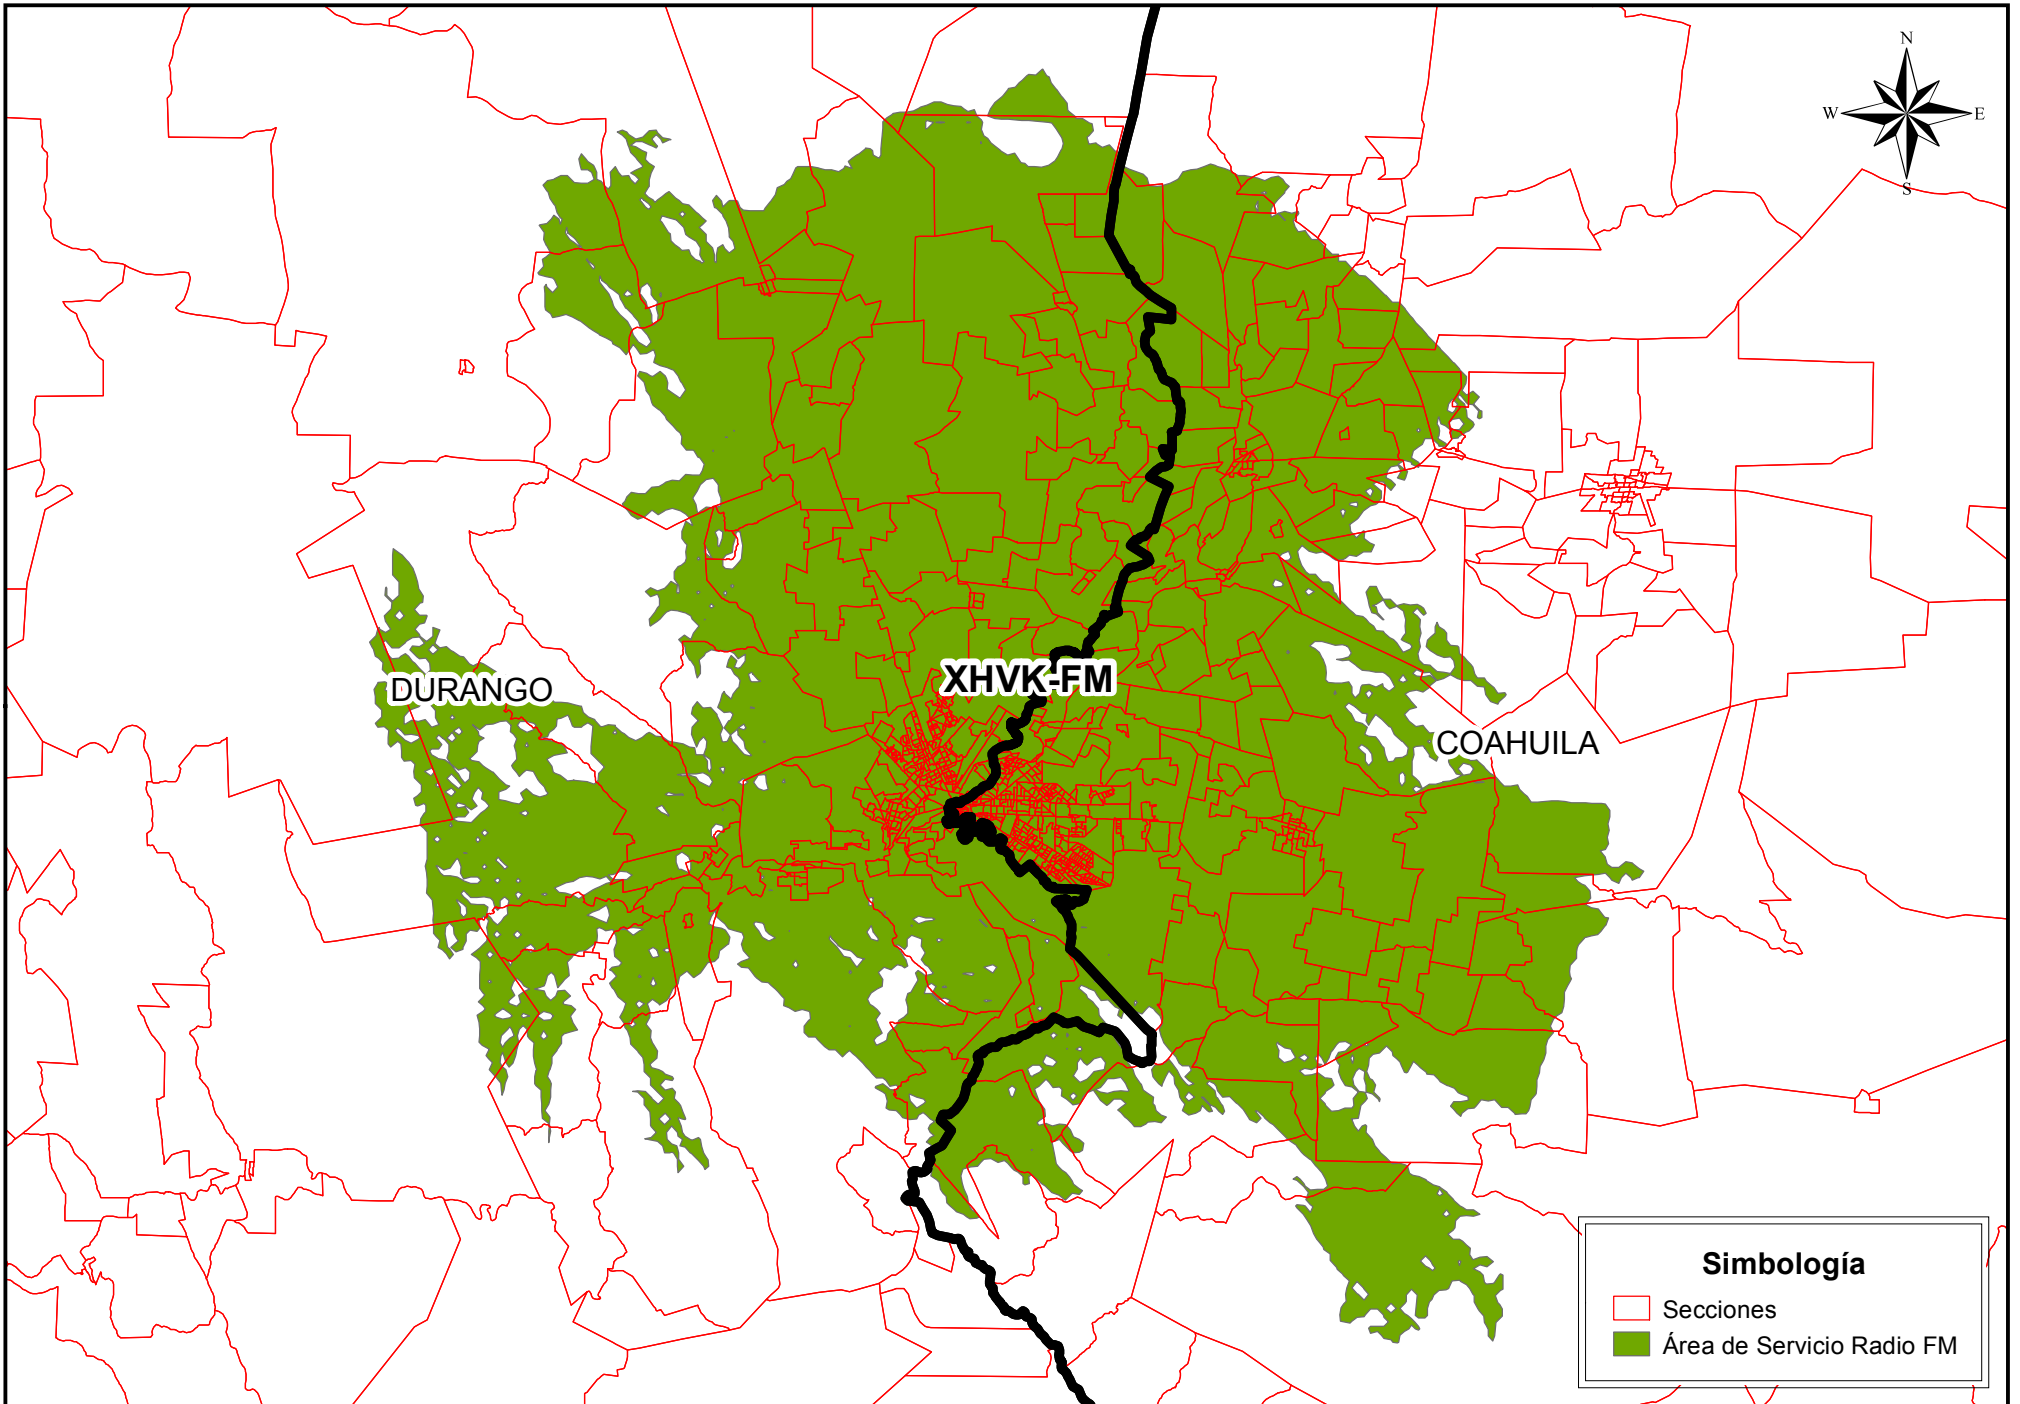 N
W E
S
XHVK-FM
DURANGO
COAHUILA
Simbología
Secciones
Área de Servicio Radio FM